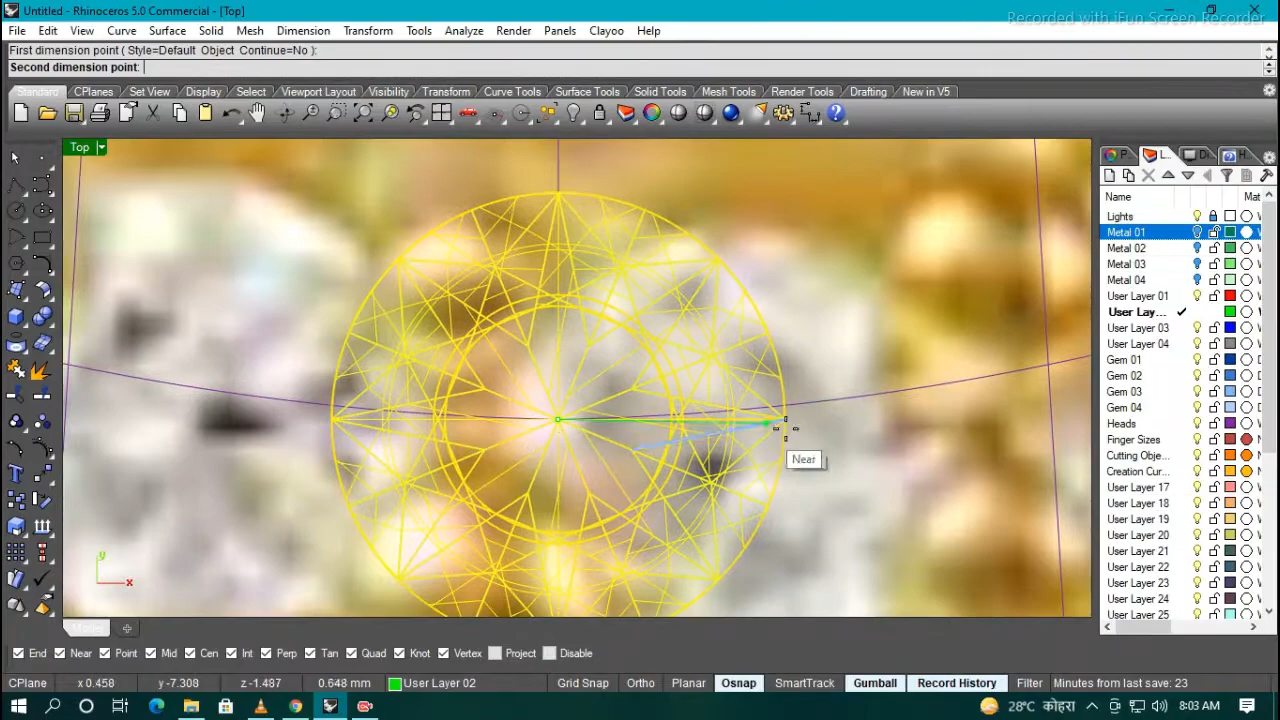 Untitled - Rhinoceros 5.0 Commercial - [Top]
Recorded with iFun Screen Recorder
File Edit View Curve Surface Solid Mesh Dimension Transform Tools Analyze Render Panels Clayoo Help
First dimension point ( Style=Default Object Continue=No ):
Second dimension point:
Standard CPlanes Set View Display Select Viewport Layout Visibility Transform Curve Tools Surface Tools Solid Tools Mesh Tools Render Tools Drafting New in V5
Top
P... L... D... H...
Name Mat
Lights
Metal 01
Metal 02
Metal 03
Metal 04
User Layer 01
User Lay...
User Layer 03
User Layer 04
Gem 01
Gem 02
Gem 03
Gem 04
Heads
Finger Sizes
Cutting Obje...
Creation Cur...
User Layer 17
User Layer 18
User Layer 19
User Layer 20
User Layer 21
User Layer 22
User Layer 23
User Layer 24
User Layer 25
Near
y
x
End Near Point Mid Cen Int Perp Tan Quad Knot Vertex Project Disable
CPlane x 0.458 y -7.308 z -1.487 0.648 mm User Layer 02 Grid Snap Ortho Planar Osnap SmartTrack Gumball Record History Filter Minutes from last save: 23
28°C कोहरा 8:03 AM